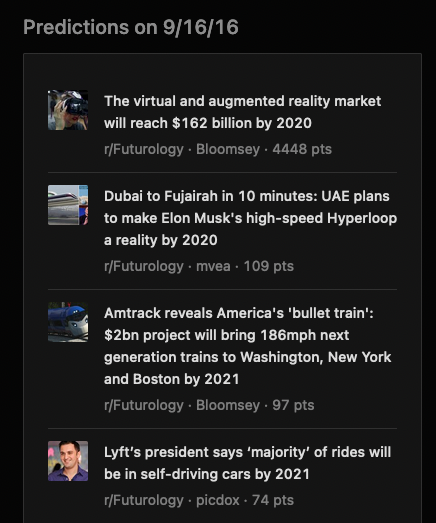 Predictions on 9/16/16
The virtual and augmented reality market
will reach $162 billion by 2020
r/Futurology · Bloomsey · 4448 pts
Dubai to Fujairah in 10 minutes: UAE plans
to make Elon Musk's high-speed Hyperloop
a reality by 2020
r/Futurology · mvea · 109 pts
Amtrack reveals America's 'bullet train':
$2bn project will bring 186mph next
generation trains to Washington, New York
and Boston by 2021
r/Futurology · Bloomsey · 97 pts
Lyft’s president says ‘majority’ of rides will
be in self-driving cars by 2021
r/Futurology · picdox · 74 pts